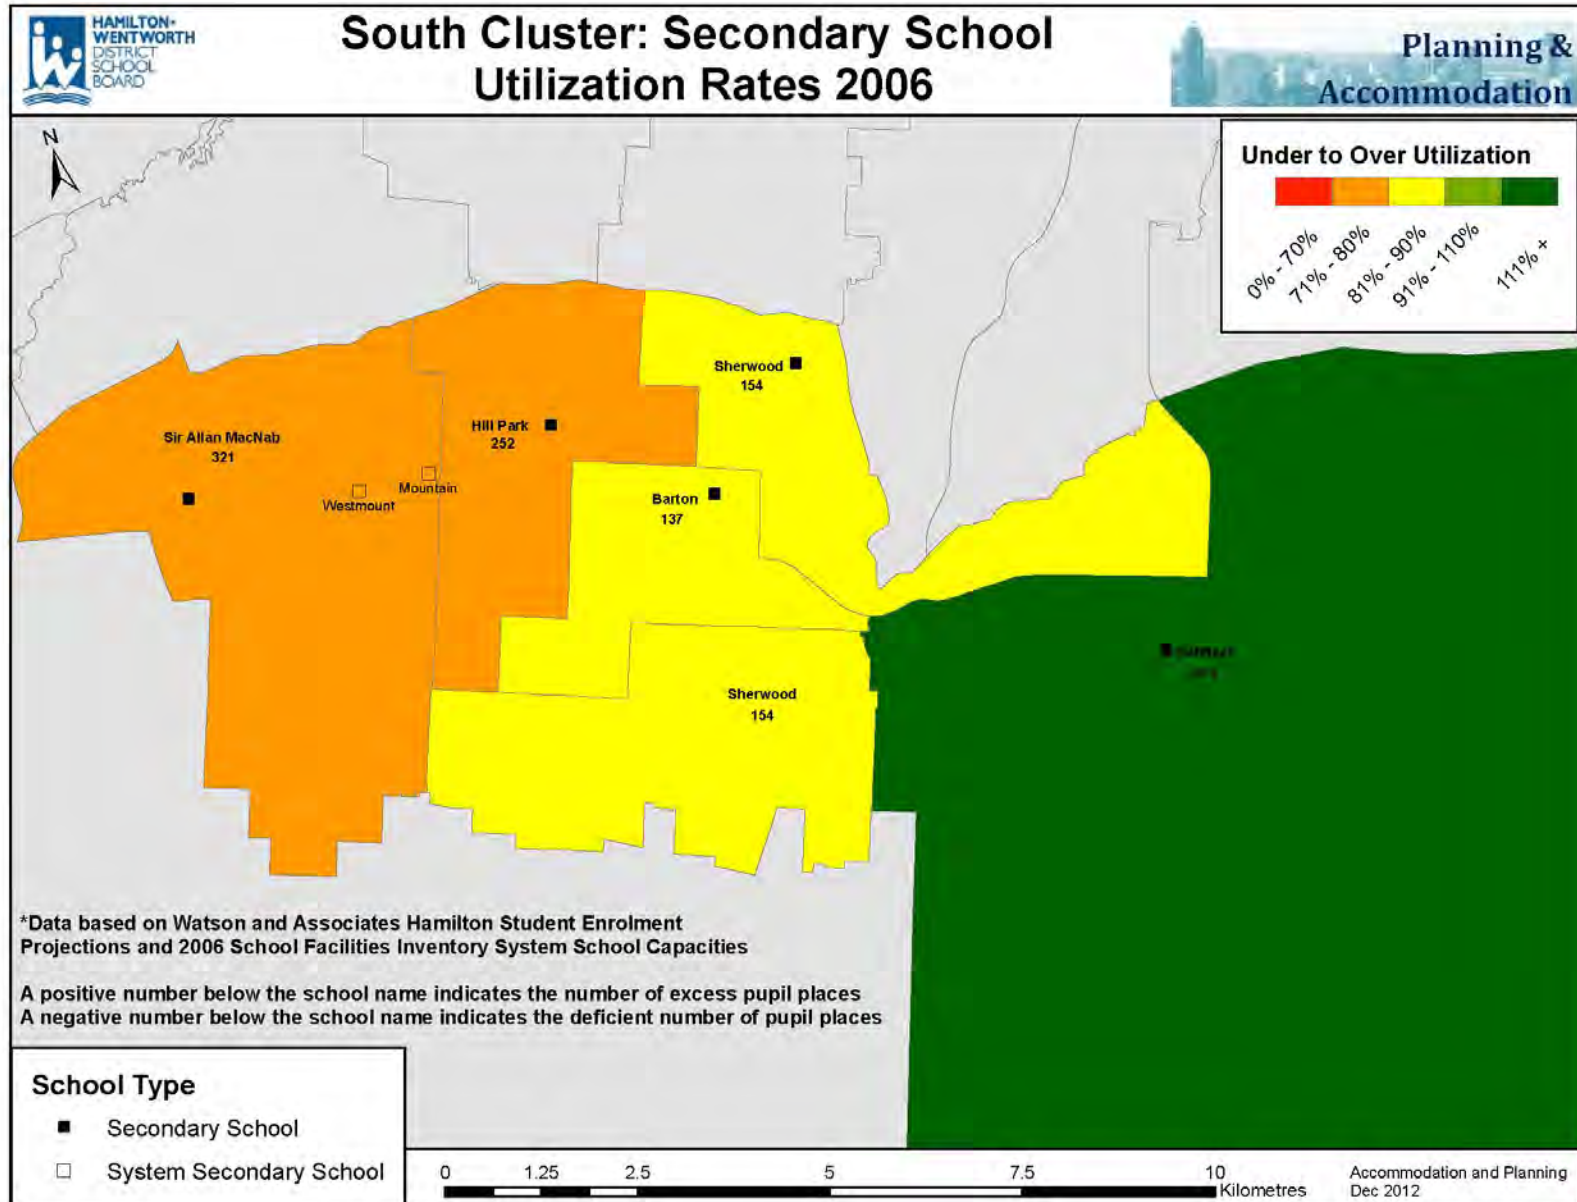 HAMILTON-
WENTWORTH
DISTRICT
SCHOOL
BOARD
South Cluster: Secondary School
Utilization Rates 2006
Planning &
Accommodation
N
Under to Over Utilization
0% - 70%
71% - 80%
81% - 90%
91% - 110%
111% +
Sherwood
154
Hill Park
252
Sir Allan MacNab
321
Mountain
Westmount
Barton
137
Sherwood
154
*Data based on Watson and Associates Hamilton Student Enrolment
Projections and 2006 School Facilities Inventory System School Capacities
A positive number below the school name indicates the number of excess pupil places
A negative number below the school name indicates the deficient number of pupil places
School Type
Secondary School
System Secondary School
0 1.25 2.5 5 7.5 10
Kilometres
Accommodation and Planning
Dec 2012